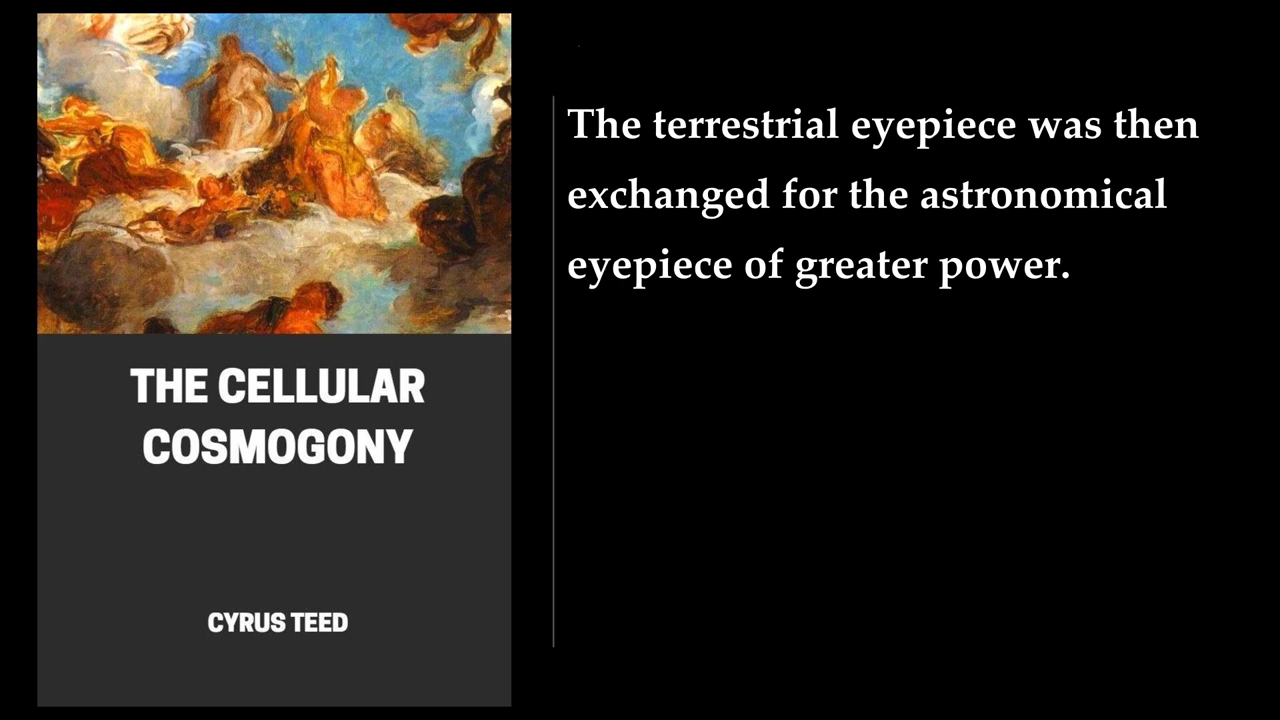 THE CELLULAR
COSMOGONY
CYRUS TEED
The terrestrial eyepiece was then
exchanged for the astronomical
eyepiece of greater power.